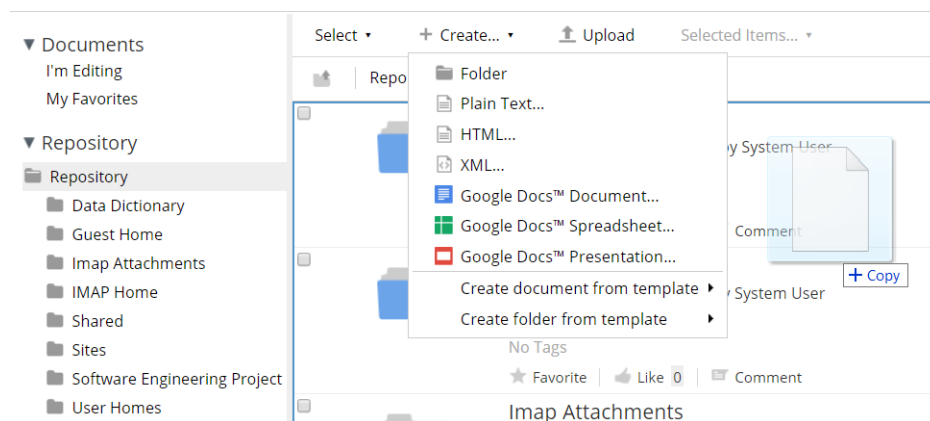 Documents
I'm Editing
My Favorites
Repository
Repository
Data Dictionary
Guest Home
Imap Attachments
IMAP Home
Shared
Sites
Software Engineering Project
User Homes
Select
Create...
Upload
Selected Items...
Repo
Folder
Plain Text...
HTML...
XML...
Google Docs™ Document...
Google Docs™ Spreadsheet...
Google Docs™ Presentation...
Create document from template
Create folder from template
by System User
Comment
+ Copy
System User
No Tags
Favorite Like 0 Comment
Imap Attachments